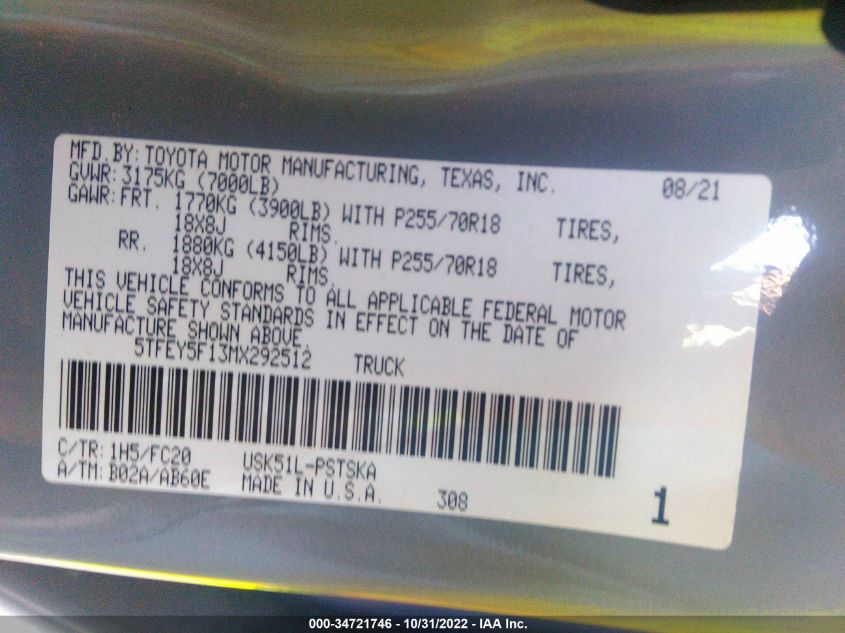 MFD.BY: TOYOTA MOTOR MANUFACTURING, TEXAS, INC. 08/21
GVWR: 3175KG (7000LB)
GAWR: FRT. 1770KG (3900LB) WITH P255/70R18 TIRES,
18X8J RIMS.
RR. 1880KG (4150LB) WITH P255/70R18 TIRES,
18X8J RIMS.
THIS VEHICLE CONFORMS TO ALL APPLICABLE FEDERAL MOTOR
VEHICLE SAFETY STANDARDS IN EFFECT ON THE DATE OF
MANUFACTURE SHOWN ABOVE.
5TFEY5F13MX292512 TRUCK
C/TR: 1H5/FC20 USK51L-PSTSKA
A/TM: B02A/AB60E MADE IN U.S.A. 308 1
000-34721746 - 10/31/2022 - IAA Inc.